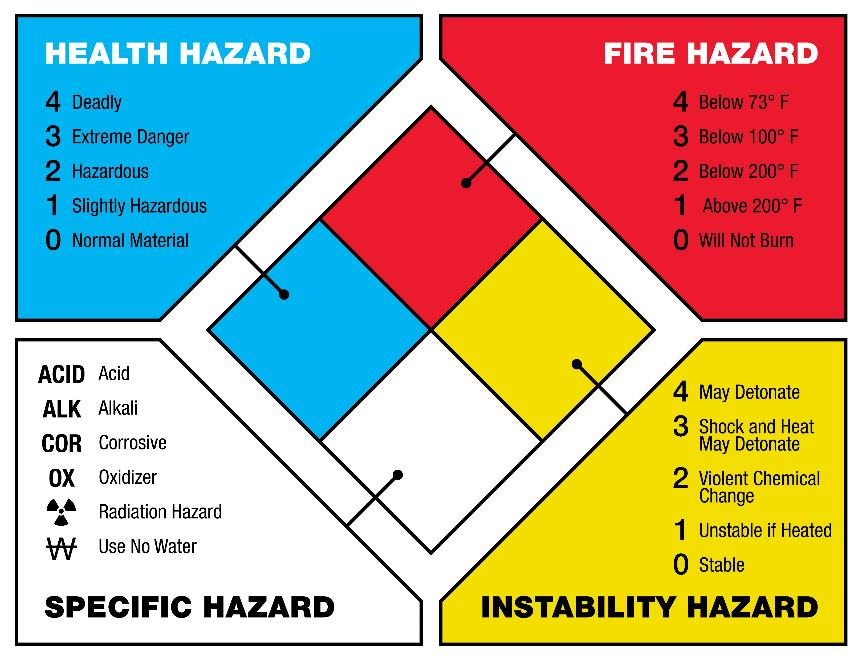 HEALTH HAZARD
4 Deadly
3 Extreme Danger
2 Hazardous
1 Slightly Hazardous
0 Normal Material
FIRE HAZARD
4 Below 73° F
3 Below 100° F
2 Below 200° F
1 Above 200° F
0 Will Not Burn
ACID Acid
ALK Alkali
COR Corrosive
OX Oxidizer
Radiation Hazard
W Use No Water
SPECIFIC HAZARD
4 May Detonate
3 Shock and Heat
May Detonate
2 Violent Chemical
Change
1 Unstable if Heated
0 Stable
INSTABILITY HAZARD